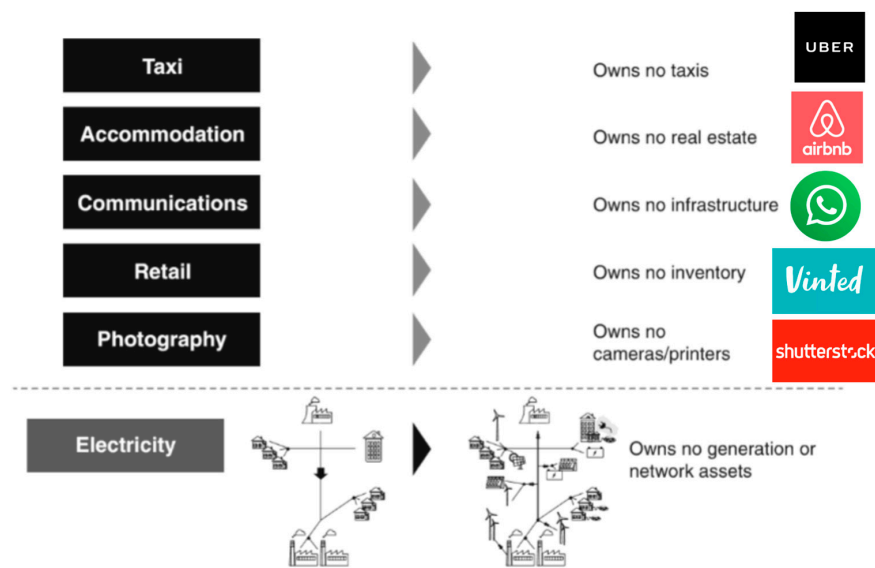 Taxi
Owns no taxis
UBER
Accommodation
Owns no real estate
airbnb
Communications
Owns no infrastructure
Retail
Owns no inventory
Vinted
Photography
Owns no
cameras/printers
shutterstock
Electricity
Owns no generation or
network assets